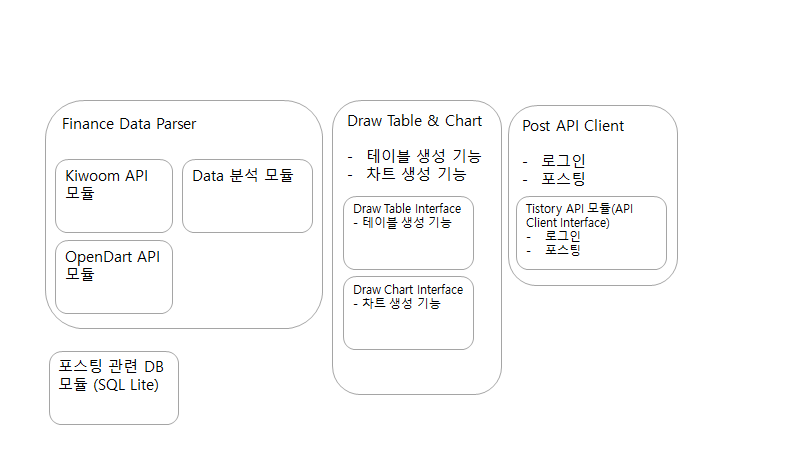 Finance Data Parser
Kiwoom API
모듈
Data 분석 모듈
OpenDart API
모듈
포스팅 관련 DB
모듈 (SQL Lite)
Draw Table & Chart
- 테이블 생성 기능
- 차트 생성 기능
Draw Table Interface
- 테이블 생성 기능
Draw Chart Interface
- 차트 생성 기능
Post API Client
- 로그인
- 포스팅
Tistory API 모듈(API
Client Interface)
- 로그인
- 포스팅